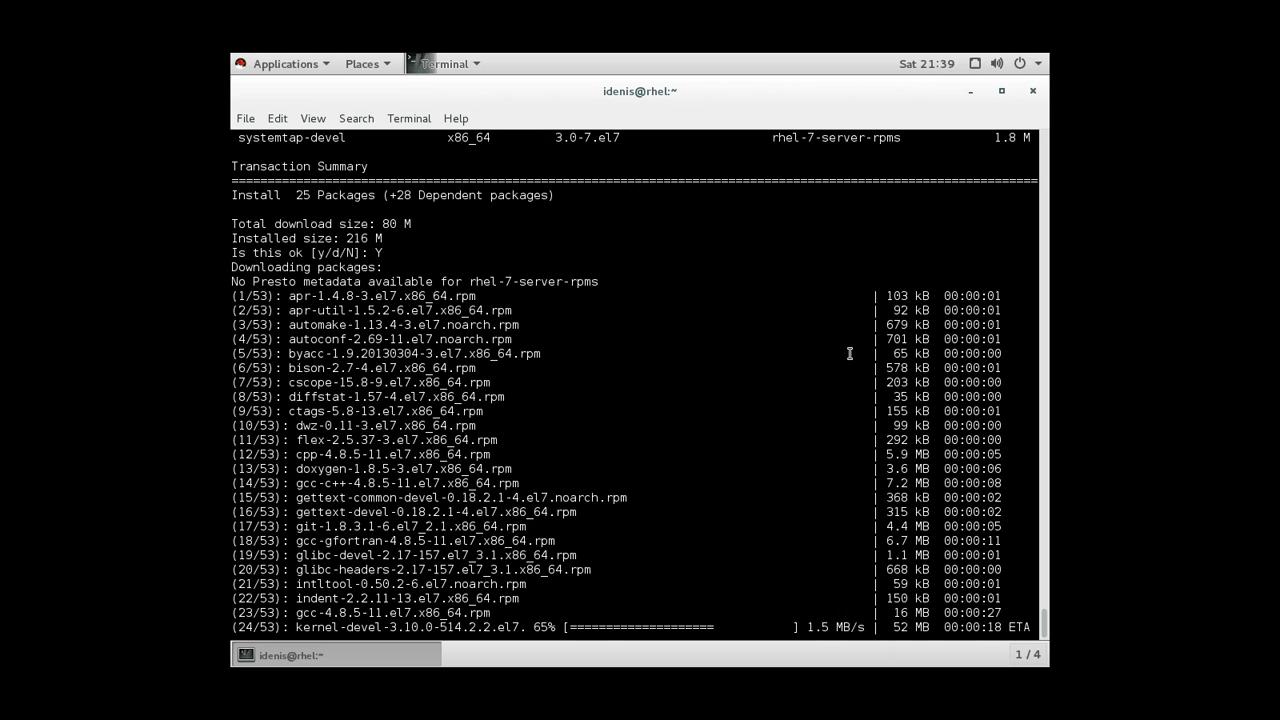 Applications Places Terminal Sat 21:39
idenis@rhel:~
File Edit View Search Terminal Help
systemtap-devel x86_64 3.0-7.el7 rhel-7-server-rpms 1.8 M
Transaction Summary
================================================================================================================
Install 25 Packages (+28 Dependent packages)
Total download size: 80 M
Installed size: 216 M
Is this ok [y/d/N]: Y
Downloading packages:
No Presto metadata available for rhel-7-server-rpms
(1/53): apr-1.4.8-3.el7.x86_64.rpm | 103 kB 00:00:01
(2/53): apr-util-1.5.2-6.el7.x86_64.rpm | 92 kB 00:00:01
(3/53): automake-1.13.4-3.el7.noarch.rpm | 679 kB 00:00:01
(4/53): autoconf-2.69-11.el7.noarch.rpm | 701 kB 00:00:01
(5/53): byacc-1.9.20130304-3.el7.x86_64.rpm | 65 kB 00:00:00
(6/53): bison-2.7-4.el7.x86_64.rpm | 578 kB 00:00:01
(7/53): cscope-15.8-9.el7.x86_64.rpm | 203 kB 00:00:00
(8/53): diffstat-1.57-4.el7.x86_64.rpm | 35 kB 00:00:00
(9/53): ctags-5.8-13.el7.x86_64.rpm | 155 kB 00:00:01
(10/53): dwz-0.11-3.el7.x86_64.rpm | 99 kB 00:00:00
(11/53): flex-2.5.37-3.el7.x86_64.rpm | 292 kB 00:00:00
(12/53): cpp-4.8.5-11.el7.x86_64.rpm | 5.9 MB 00:00:05
(13/53): doxygen-1.8.5-3.el7.x86_64.rpm | 3.6 MB 00:00:06
(14/53): gcc-c++-4.8.5-11.el7.x86_64.rpm | 7.2 MB 00:00:08
(15/53): gettext-common-devel-0.18.2.1-4.el7.noarch.rpm | 368 kB 00:00:02
(16/53): gettext-devel-0.18.2.1-4.el7.x86_64.rpm | 315 kB 00:00:02
(17/53): git-1.8.3.1-6.el7_2.1.x86_64.rpm | 4.4 MB 00:00:05
(18/53): gcc-gfortran-4.8.5-11.el7.x86_64.rpm | 6.7 MB 00:00:11
(19/53): glibc-devel-2.17-157.el7_3.1.x86_64.rpm | 1.1 MB 00:00:01
(20/53): glibc-headers-2.17-157.el7_3.1.x86_64.rpm | 668 kB 00:00:00
(21/53): intltool-0.50.2-6.el7.noarch.rpm | 59 kB 00:00:01
(22/53): indent-2.2.11-13.el7.x86_64.rpm | 150 kB 00:00:01
(23/53): gcc-4.8.5-11.el7.x86_64.rpm | 16 MB 00:00:27
(24/53): kernel-devel-3.10.0-514.2.2.el7. 65% [==================== ] 1.5 MB/s | 52 MB 00:00:18 ETA
idenis@rhel:~ 1 / 4